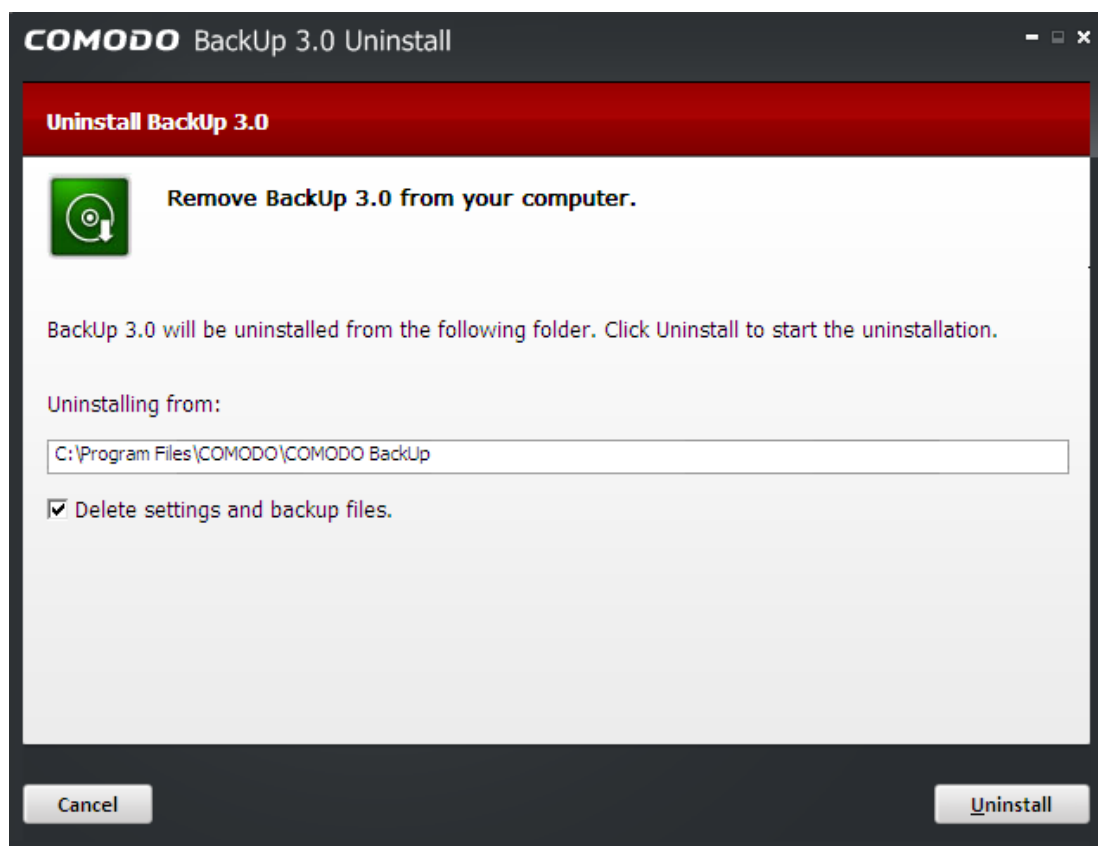 COMODO BackUp 3.0 Uninstall
Uninstall BackUp 3.0
Remove BackUp 3.0 from your computer.
BackUp 3.0 will be uninstalled from the following folder. Click Uninstall to start the uninstallation.
Uninstalling from:
C:\Program Files\COMODO\COMODO BackUp
Delete settings and backup files.
Cancel
Uninstall